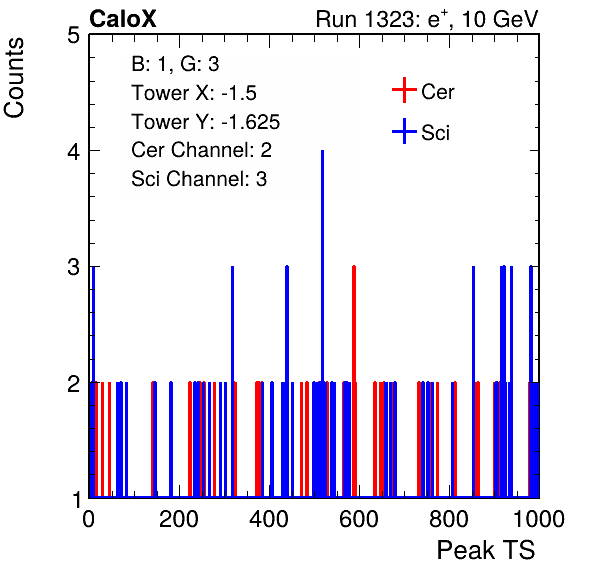 CaloX Run 1323: e⁺, 10 GeV
Counts
5
4
3
2
1
B: 1, G: 3
Tower X: -1.5
Tower Y: -1.625
Cer Channel: 2
Sci Channel: 3
Cer
Sci
0 200 400 600 800 1000
Peak TS